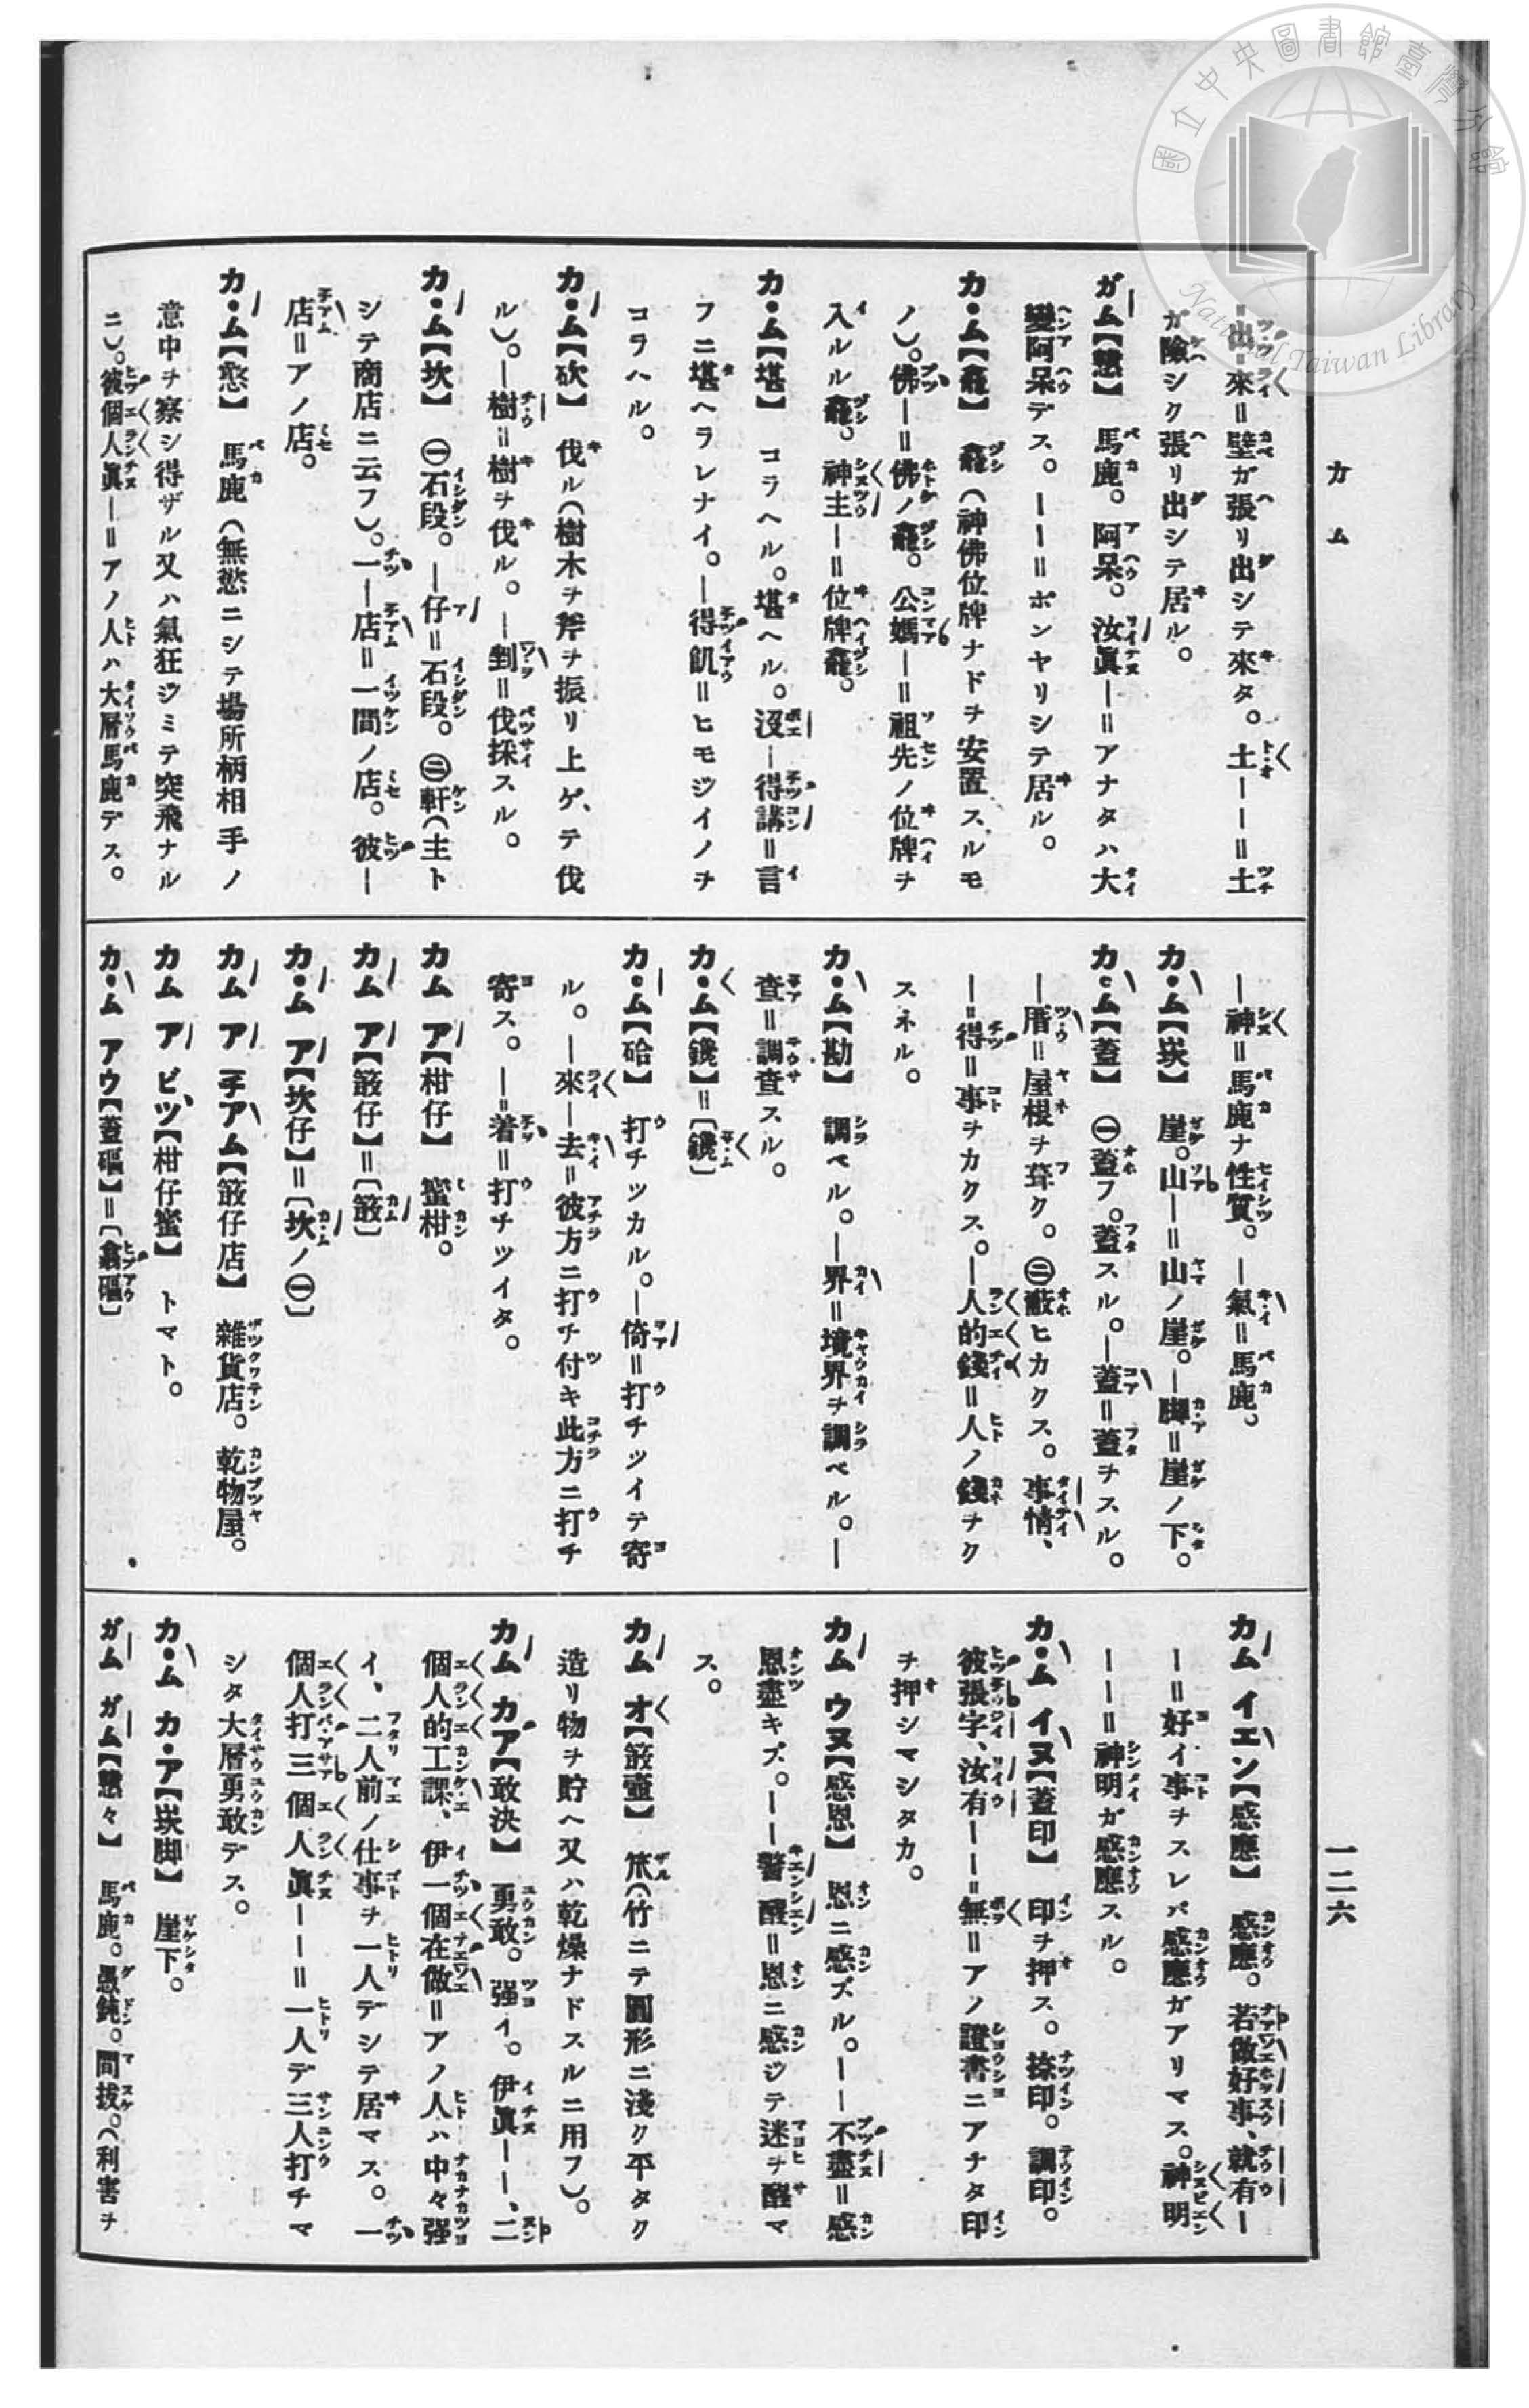 國立中央圖書館臺灣分館
National Taiwan Library
カム
一二六
＝出－來＝壁ガ張リ出シテ來タ。土－－＝土
ガ險シク張リ出シテ居ル。
ガム【戇】　馬鹿。阿呆。汝眞－＝アナタハ大
變阿呆デス。－－＝ボンヤリシテ居ル。
カ・ム【龕】　龕（神佛位牌ナドヲ安置スルモ
ノ）。佛－＝佛ノ龕。公媽－＝祖先ノ位牌ヲ
入ルル龕。神主－＝位牌龕。
カ・ム【堪】　コラヘル。堪ヘル。沒－得講＝言
フニ堪ヘラレナイ。－得飢＝ヒモジイノヲ
コラヘル。
カ・ム【砍】　伐ル（樹木ヲ斧ヲ振リ上ゲテ伐
ル）。－樹＝樹ヲ伐ル。－剉＝伐採スル。
カ・ム【坎】　㊀石段。－仔＝石段。㊁軒（主ト
シテ商店ニ云フ）。一－店＝一間ノ店。彼－
店＝アノ店。
カ・ム【憨】　馬鹿（無愁ニシテ場所柄相手ノ
意中ヲ察シ得ザル又ハ氣狂ジミテ突飛ナル
ニ）。彼個人眞－＝アノ人ハ大層馬鹿デス。
－神＝馬鹿ナ性質。－氣＝馬鹿。
カ・ム【崁】　崖。山－＝山ノ崖。－脚＝崖ノ下。
カ・ム【蓋】　㊀蓋フ。蓋スル。－蓋＝蓋ヲスル。
－厝＝屋根ヲ葺ク。㊁蔽ヒカクス。事情、
－＝得＝事ヲカクス。－人的錢＝人ノ錢ヲク
スネル。
カ・ム【勘】　調ベル。－界＝境界ヲ調ベル。－
査＝調査スル。
カ・ム【鑱】＝〔鑱〕
カ・ム【硆】　打チツカル。－倚＝打チツイテ寄
ル。－來－去＝彼方ニ打チ付キ此方ニ打チ
寄ス。－＝着＝打チツイタ。
カム　ア【柑仔】　蜜柑。
カム　ア【篏仔】＝〔篏〕
カ・ム　ア【坎仔】＝〔坎ノ㊀〕
カム　ア　チアム【篏仔店】　雜貨店。乾物屋。
カム　ア　ビツ【柑仔蜜】　トマト。
カ・ム　アウ【蓋礘】＝〔礘〕
カム　イエン【感應】　感應。若做好事、就有－
－＝好イ事ヲスレバ感應ガアリマス。神明
－－＝神明ガ感應スル。
カ・ム　イヌ【蓋印】　印ヲ押ス。捺印。調印。
彼張字、汝有－－＝無＝アノ證書ニアナタ印
ヲ押シマシタカ。
カム　ウヌ【感恩】　恩ニ感ズル。－－不盡＝感
恩盡キズ。－－警醒＝恩ニ感ジテ迷ヲ醒マ
ス。
カム　オ【篏壺】　笊（竹ニテ圓形ニ淺ク平タク
造リ物ヲ貯ヘ又ハ乾燥ナドスルニ用フ）。
カム　カア【敢決】　勇敢。强イ。伊眞－－、二
個人的工課、伊一個在做＝アノ人ハ中々强
イ、二人前ノ仕事ヲ一人デシテ居マス。一
個人打三個人眞－－＝一人デ三人打チマ
シタ大層勇敢デス。
カ・ム　カ・ア【崁脚】　崖下。
ガム　ガム【戇々】　馬鹿。愚鈍。間拔。（利害ヲ